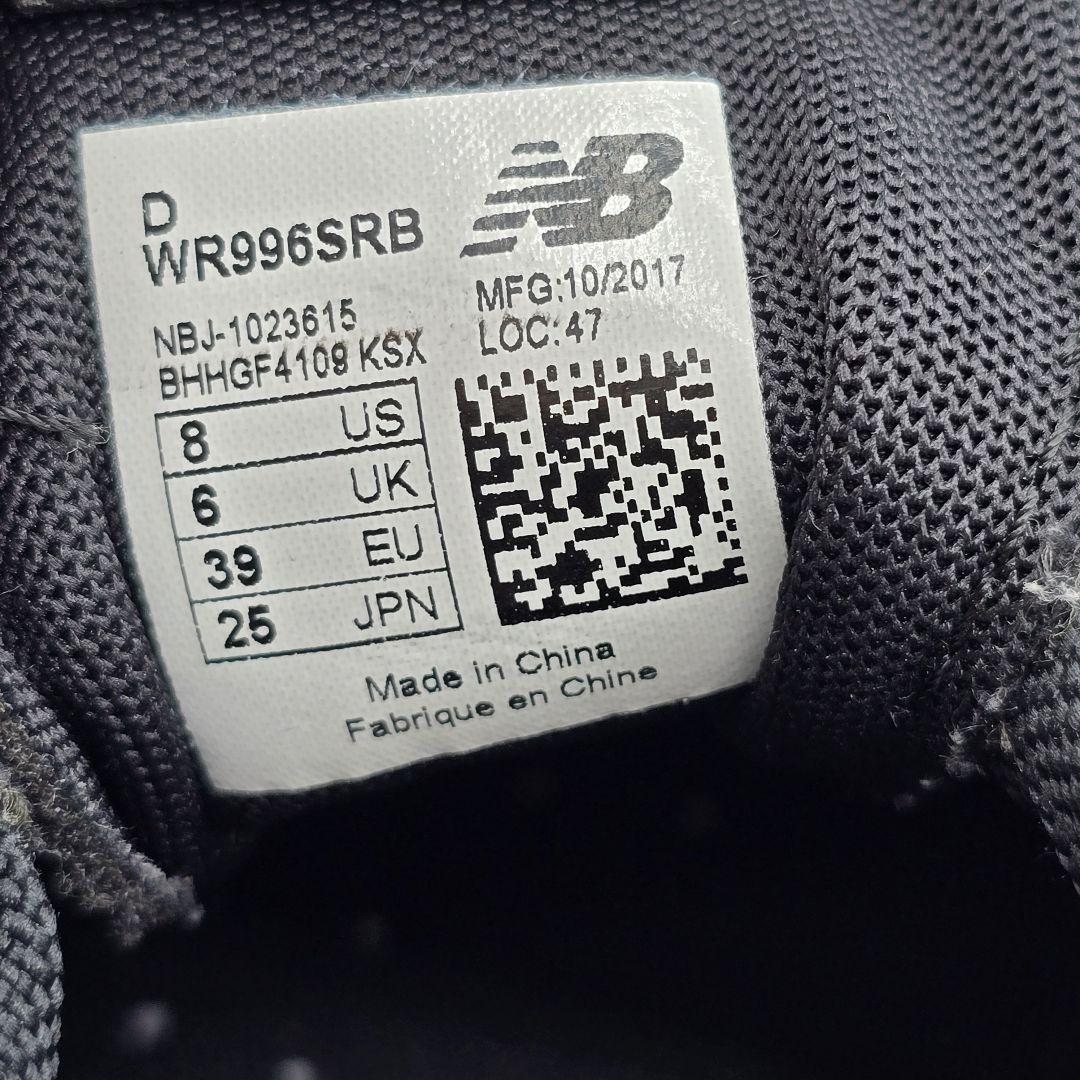 D
WR996SRB
NB
MFG:10/2017
LOC:47
NBJ-1023615
BHHGF4109 KSX
8 US
6 UK
39 EU
25 JPN
Made in China
Fabrique en Chine